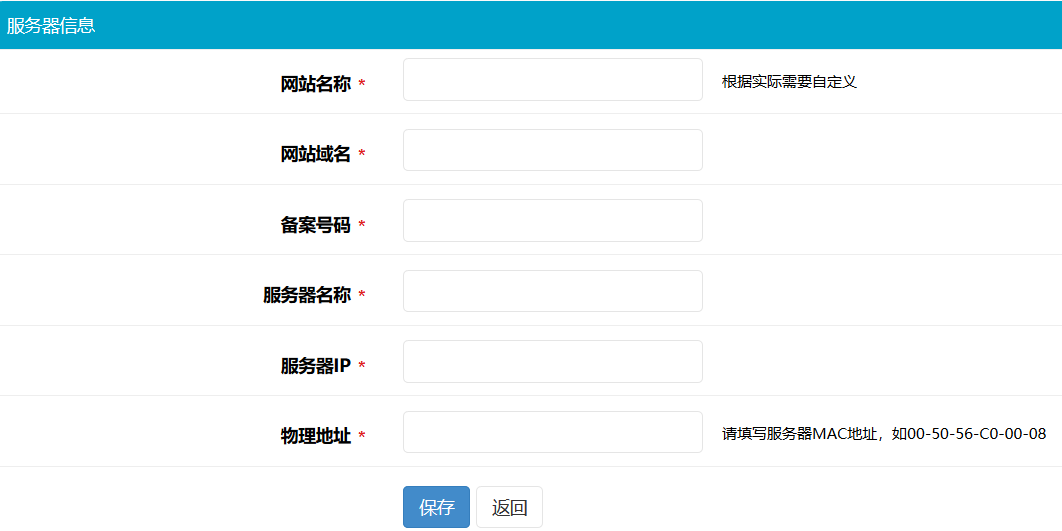 服务器信息
网站名称 * 根据实际需要自定义
网站域名 *
备案号码 *
服务器名称 *
服务器IP *
物理地址 * 请填写服务器MAC地址，如00-50-56-C0-00-08
保存 返回